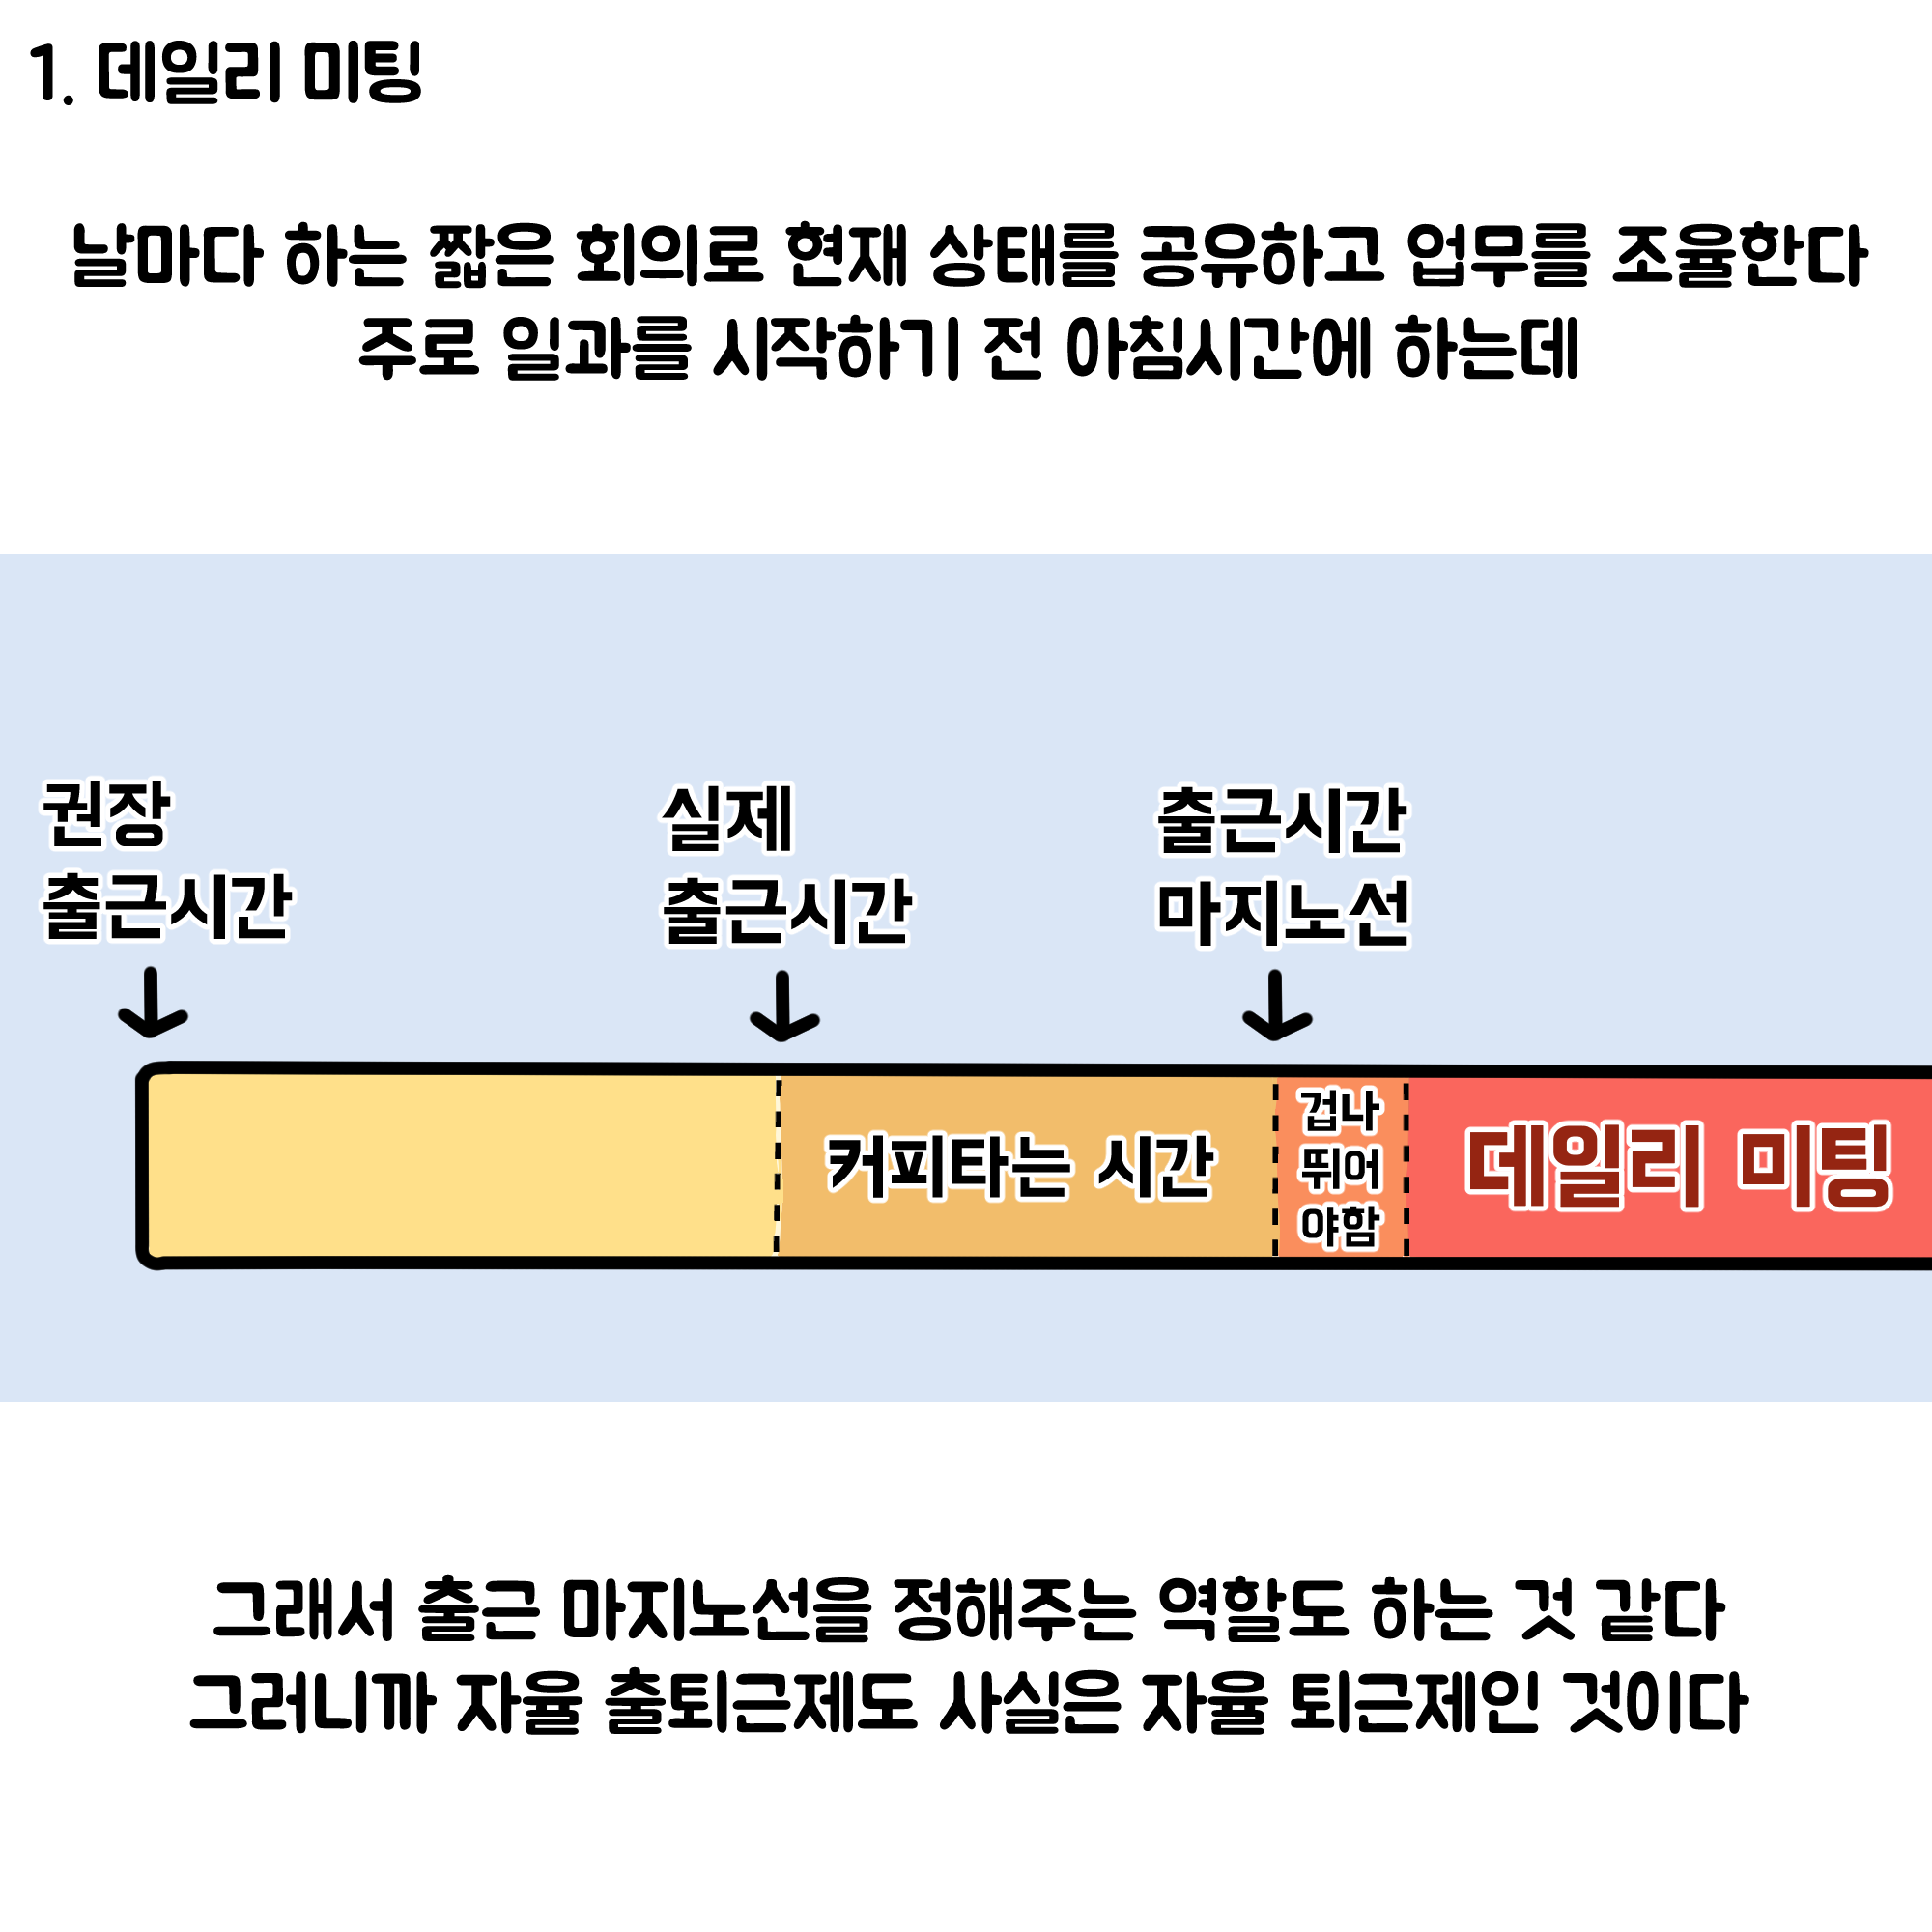 1. 데일리 미팅
날마다 하는 짧은 회의로 현재 상태를 공유하고 업무를 조율한다
주로 일과를 시작하기 전 아침시간에 하는데
권장
출근시간
실제
출근시간
출근시간
마지노선
커피타는 시간
겁나
뛰어
야함
데일리 미팅
그래서 출근 마지노선을 정해주는 역할도 하는 것 같다
그러니까 자율 출퇴근제도 사실은 자율 퇴근제인 것이다